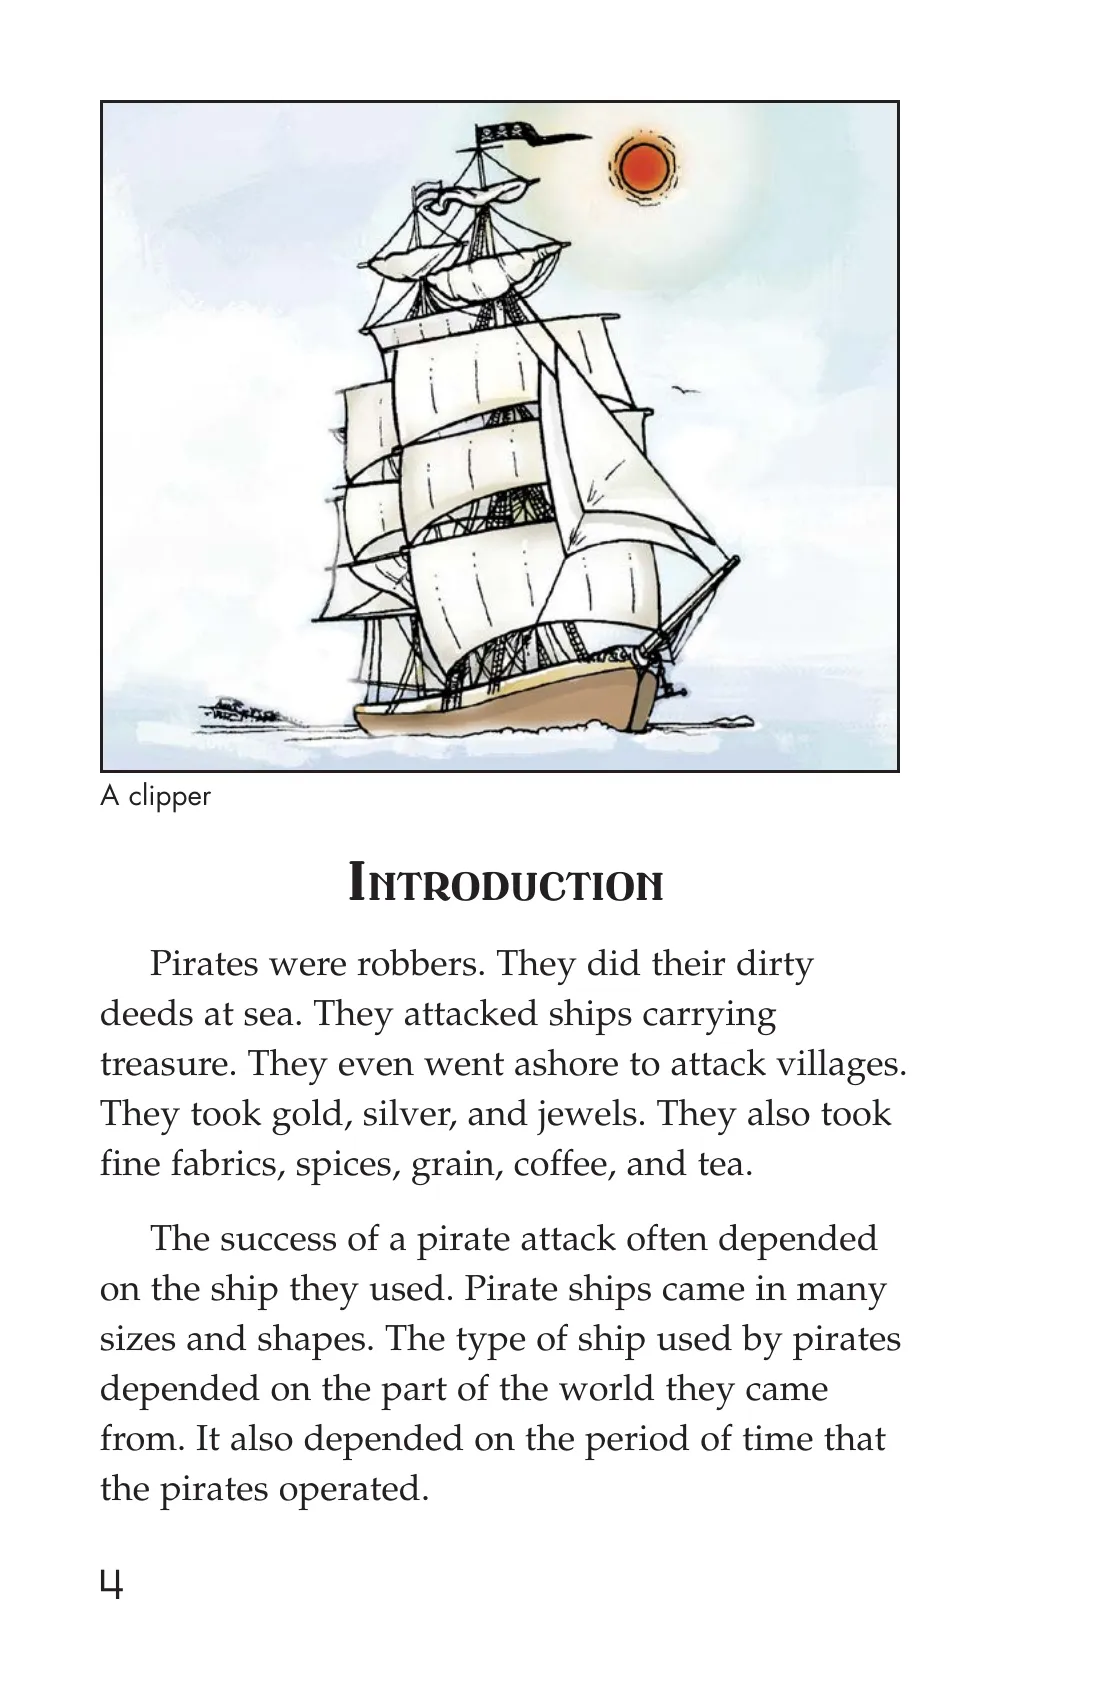 A clipper
INTRODUCTION
Pirates were robbers. They did their dirty
deeds at sea. They attacked ships carrying
treasure. They even went ashore to attack villages.
They took gold, silver, and jewels. They also took
fine fabrics, spices, grain, coffee, and tea.
The success of a pirate attack often depended
on the ship they used. Pirate ships came in many
sizes and shapes. The type of ship used by pirates
depended on the part of the world they came
from. It also depended on the period of time that
the pirates operated.
4